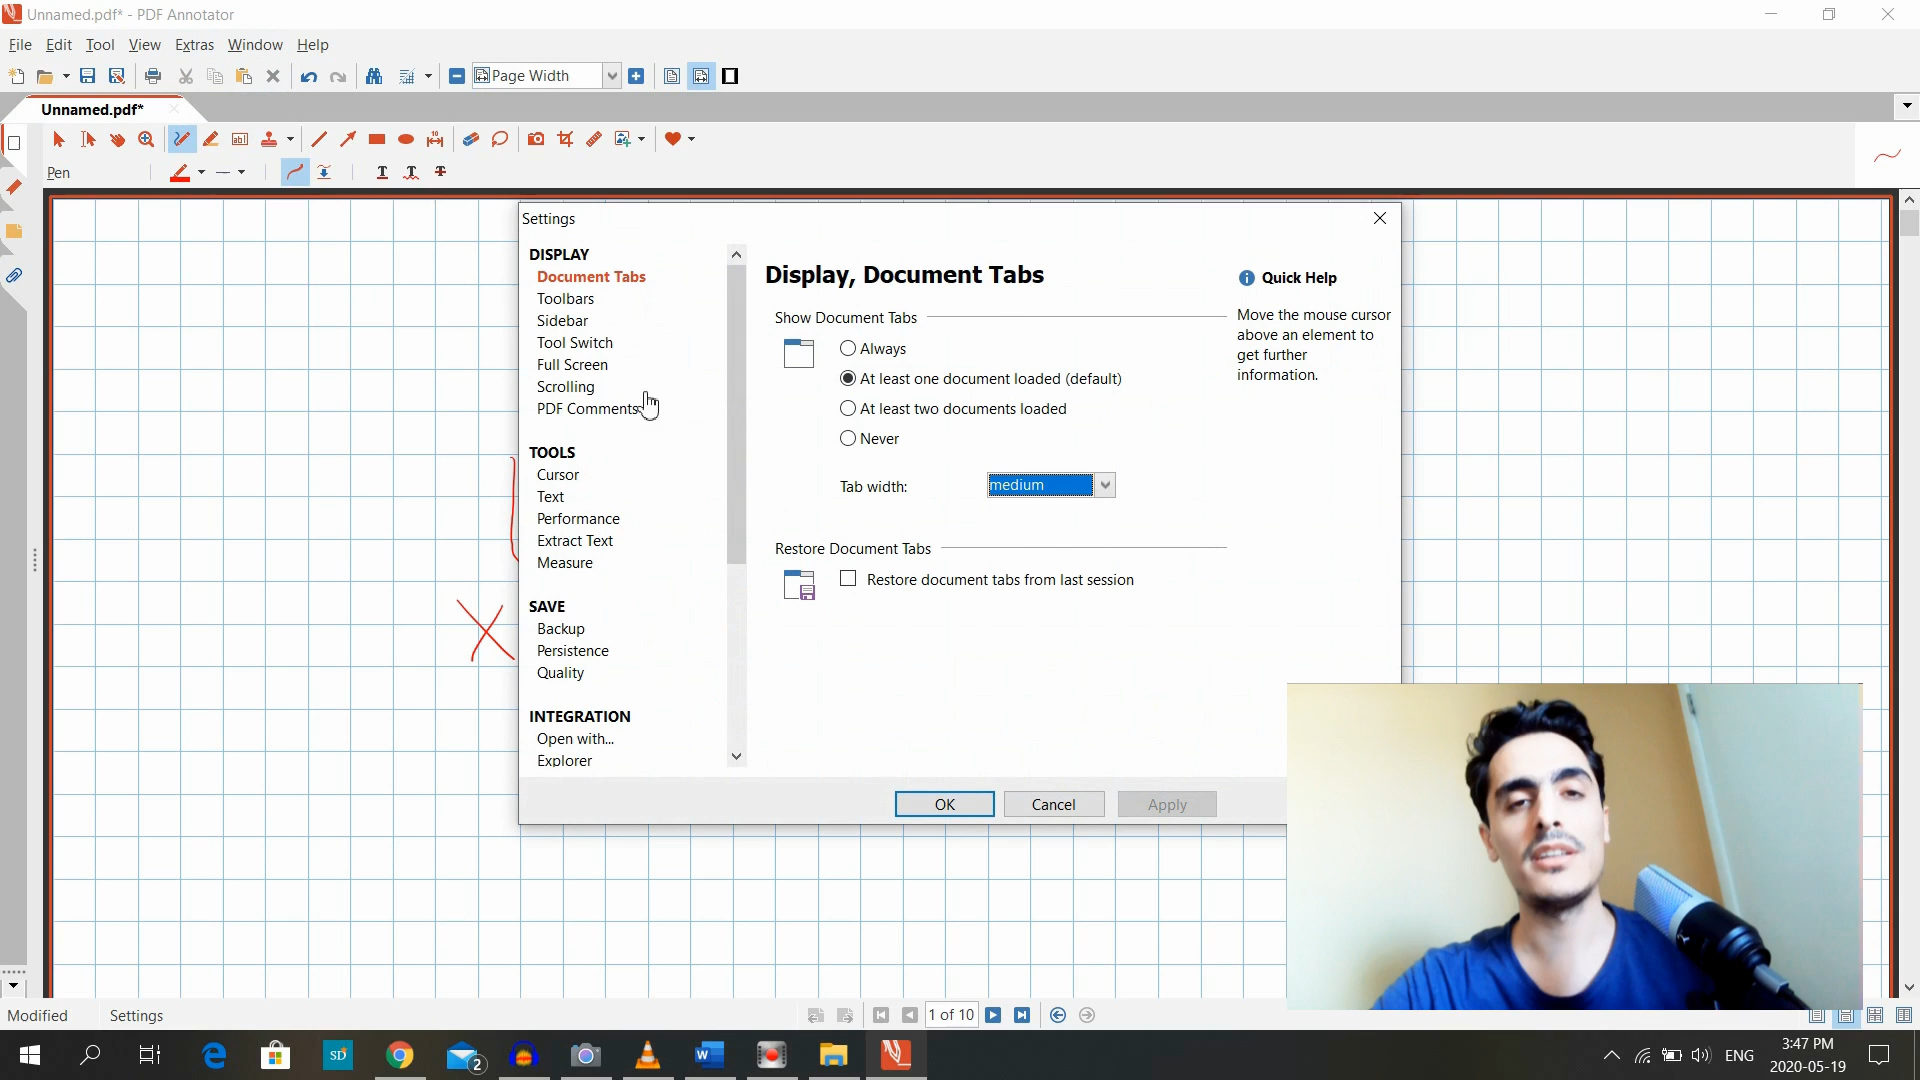 Unnamed.pdf* - PDF Annotator
File Edit Tool View Extras Window Help
Page Width
Unnamed.pdf*
Pen
Settings
DISPLAY
Document Tabs
Toolbars
Sidebar
Tool Switch
Full Screen
Scrolling
PDF Comments
TOOLS
Cursor
Text
Performance
Extract Text
Measure
SAVE
Backup
Persistence
Quality
INTEGRATION
Open with...
Explorer
Display, Document Tabs
Show Document Tabs
Always
At least one document loaded (default)
At least two documents loaded
Never
Tab width: medium
Restore Document Tabs
Restore document tabs from last session
Quick Help
Move the mouse cursor
above an element to
get further
information.
OK Cancel Apply
Modified Settings 1 of 10
SD 2 ENG 3:47 PM
2020-05-19